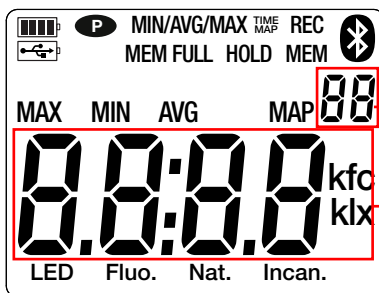 P MIN/AVG/MAX TIME MAP REC
MEM FULL HOLD MEM
88
MAX MIN AVG MAP
8.8:8.8 kfc
klx
LED Fluo. Nat. Incan.